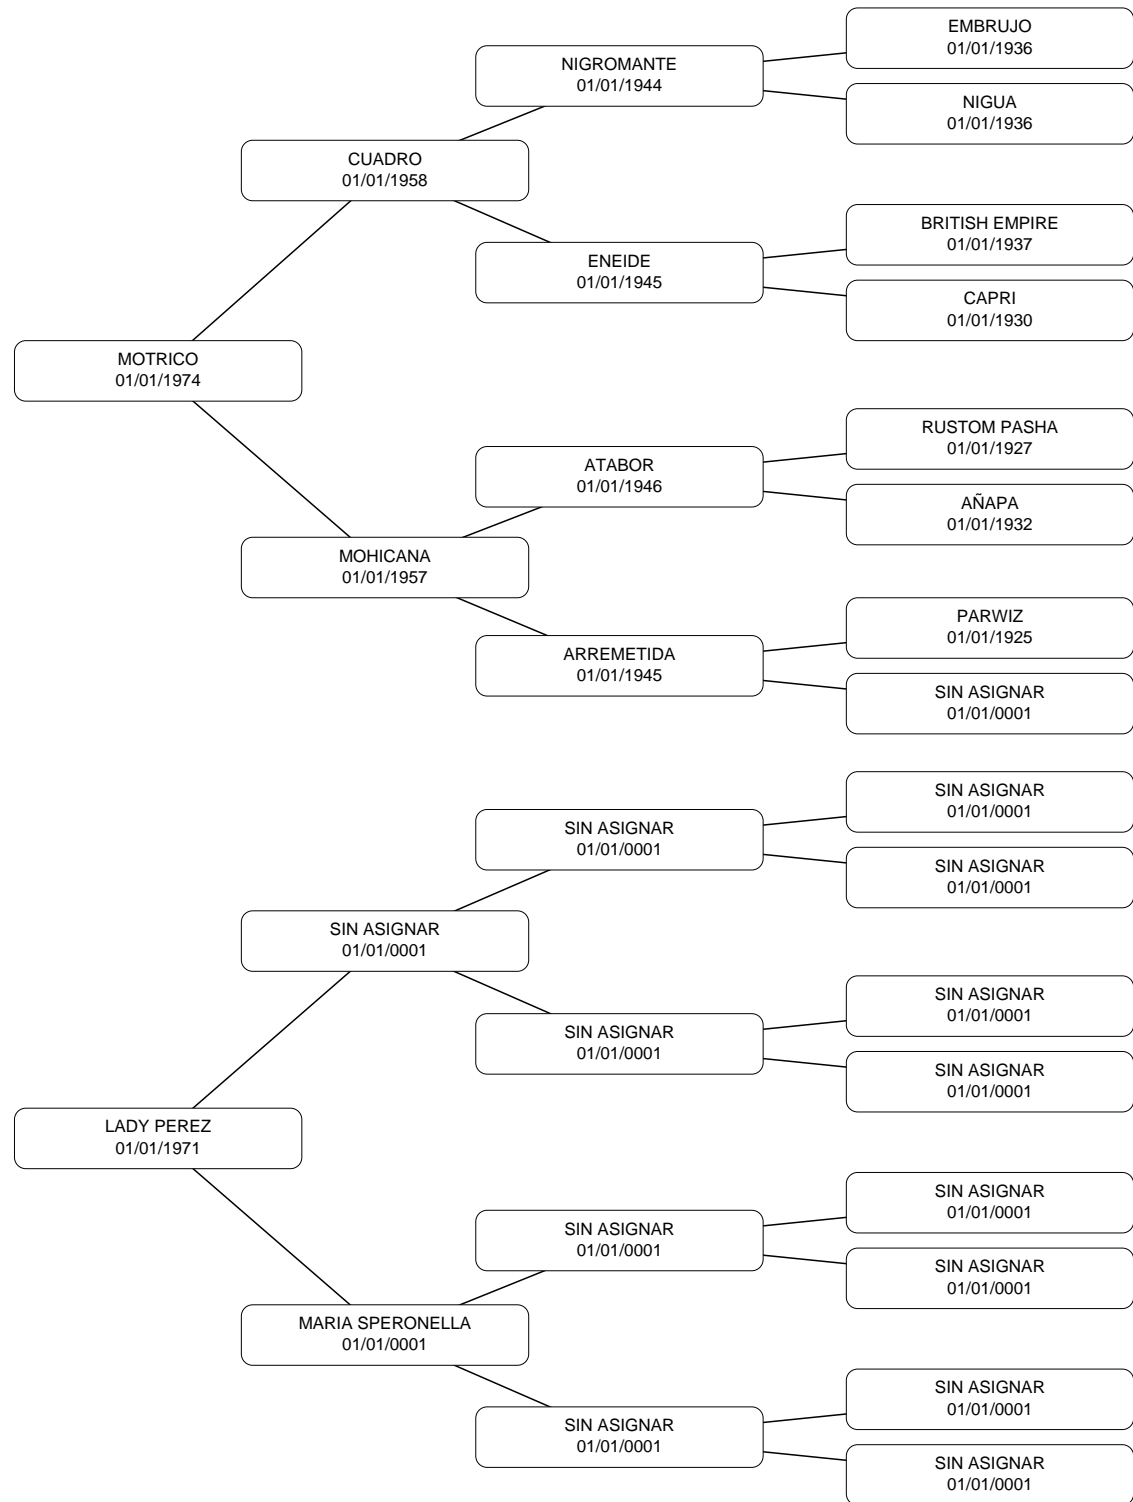 EMBRUJO
01/01/1936
NIGROMANTE
01/01/1944
NIGUA
01/01/1936
CUADRO
01/01/1958
BRITISH EMPIRE
01/01/1937
ENEIDE
01/01/1945
CAPRI
01/01/1930
MOTRICO
01/01/1974
RUSTOM PASHA
01/01/1927
ATABOR
01/01/1946
AÑAPA
01/01/1932
MOHICANA
01/01/1957
PARWIZ
01/01/1925
ARREMETIDA
01/01/1945
SIN ASIGNAR
01/01/0001
SIN ASIGNAR
01/01/0001
SIN ASIGNAR
01/01/0001
SIN ASIGNAR
01/01/0001
SIN ASIGNAR
01/01/0001
SIN ASIGNAR
01/01/0001
SIN ASIGNAR
01/01/0001
SIN ASIGNAR
01/01/0001
LADY PEREZ
01/01/1971
SIN ASIGNAR
01/01/0001
SIN ASIGNAR
01/01/0001
SIN ASIGNAR
01/01/0001
MARIA SPERONELLA
01/01/0001
SIN ASIGNAR
01/01/0001
SIN ASIGNAR
01/01/0001
SIN ASIGNAR
01/01/0001